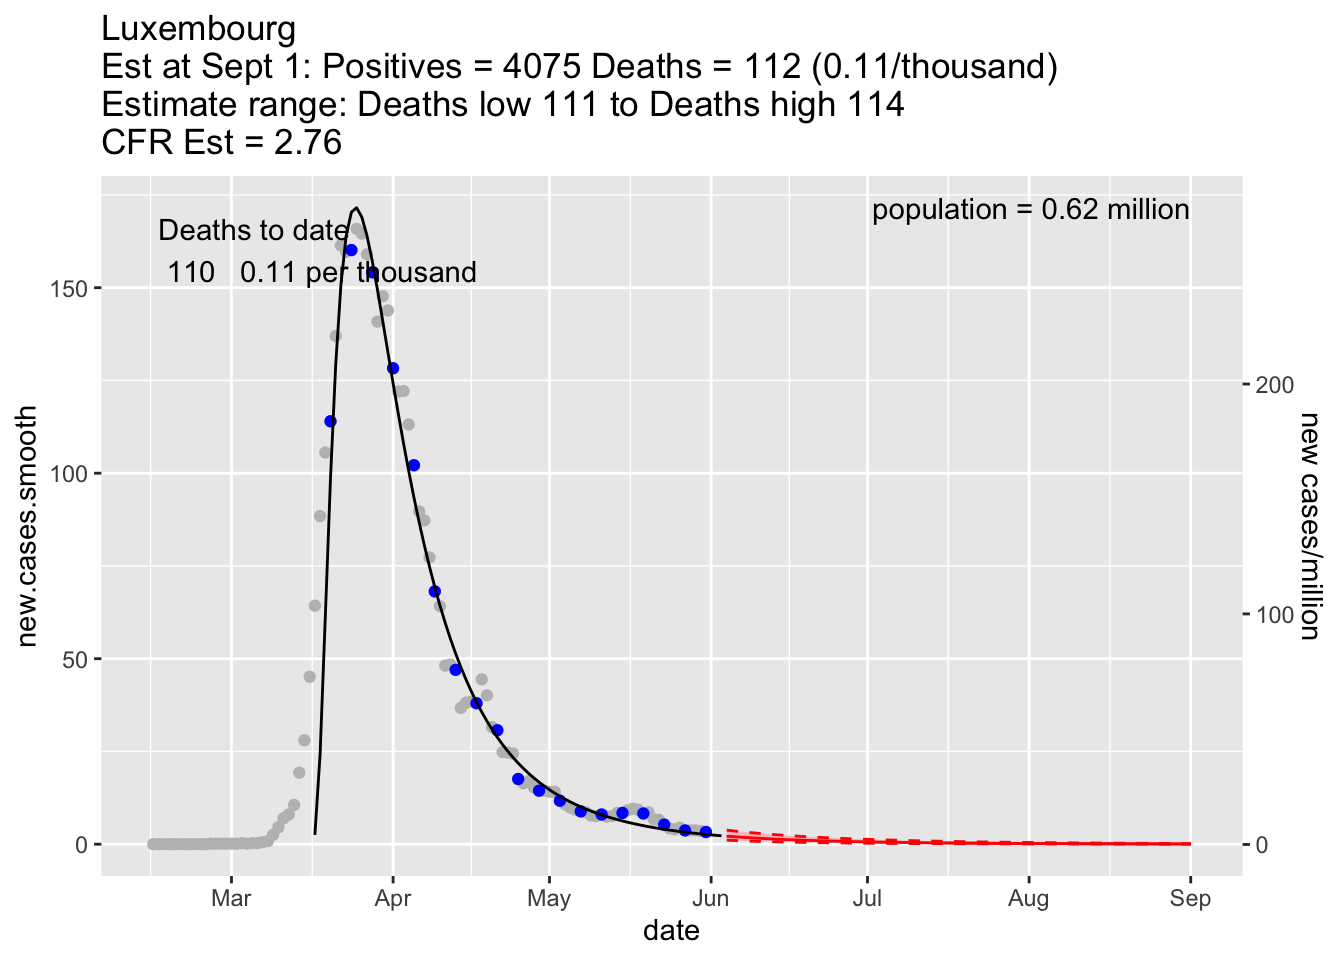 Luxembourg
Est at Sept 1: Positives = 4075 Deaths = 112 (0.11/thousand)
Estimate range: Deaths low 111 to Deaths high 114
CFR Est = 2.76
population = 0.62 million
Deaths to date
110 0.11 per thousand
150
100
50
0
new.cases.smooth
200
100
0
new cases/million
Mar Apr May Jun Jul Aug Sep
date